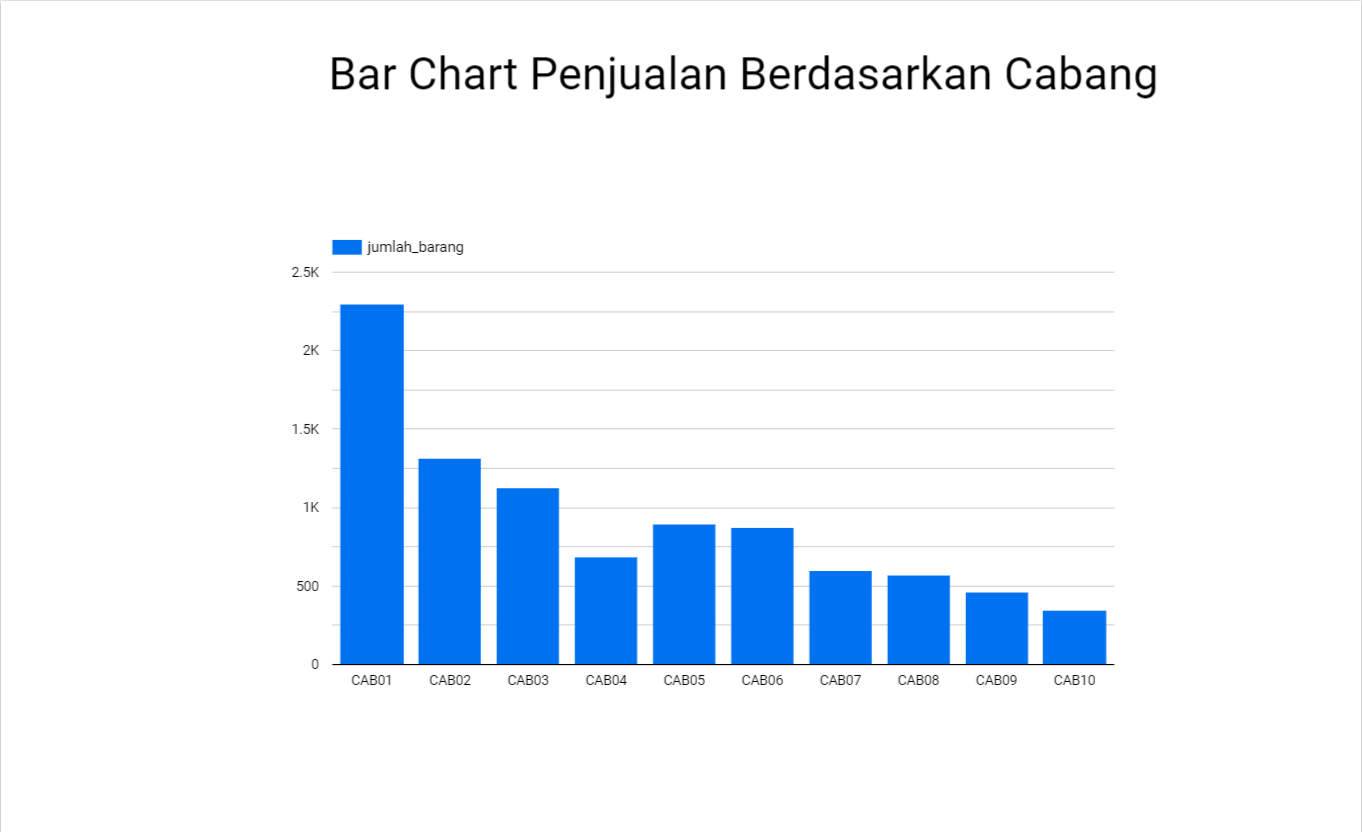 Bar Chart Penjualan Berdasarkan Cabang
jumlah_barang
2.5K
2K
1.5K
1K
500
0
CAB01 CAB02 CAB03 CAB04 CAB05 CAB06 CAB07 CAB08 CAB09 CAB10